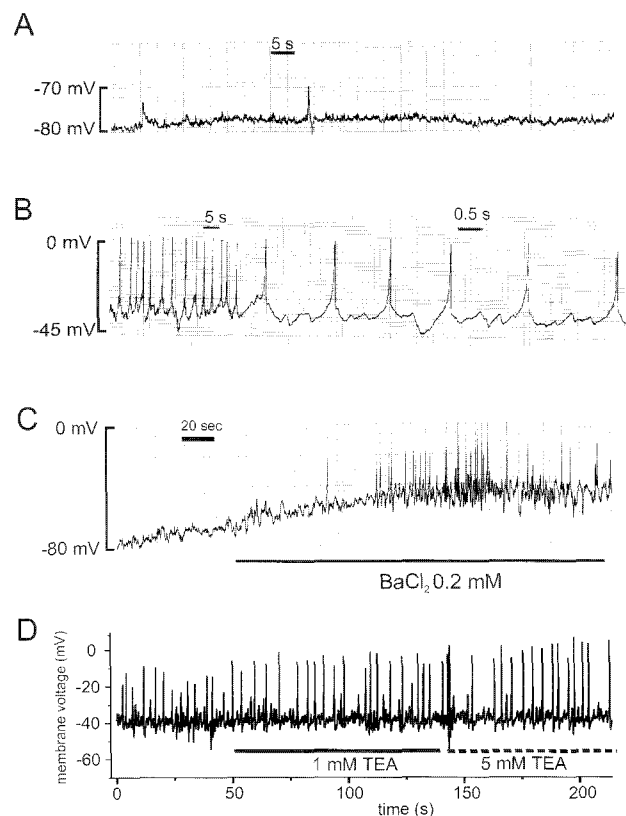 A
5 s
-70 mV
-80 mV
B
5 s
0.5 s
0 mV
-45 mV
C
0 mV
20 sec
-80 mV
BaCl₂ 0.2 mM
D
membrane voltage (mV)
0
-20
-40
-60
1 mM TEA
5 mM TEA
0
50
100
150
200
time (s)